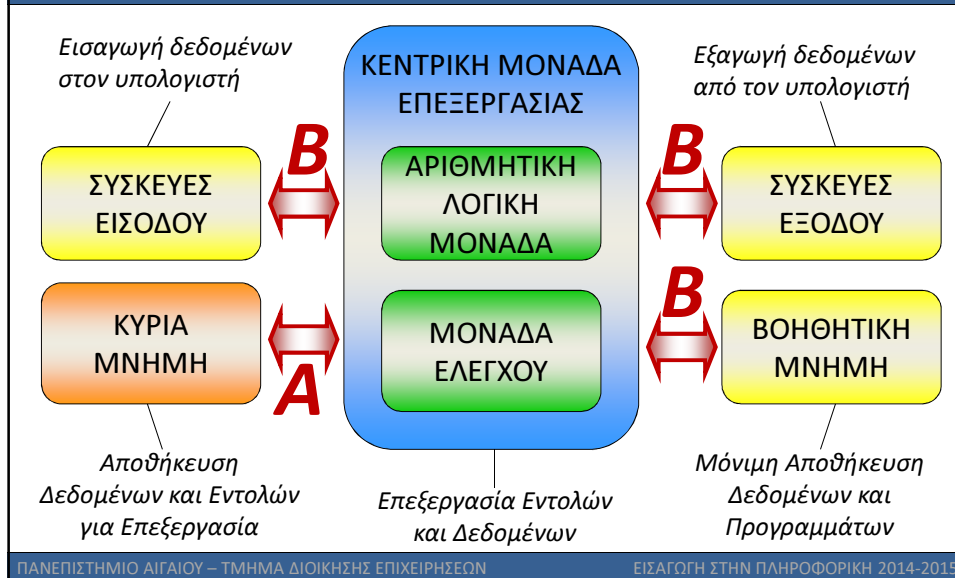 Εισαγωγή δεδομένων
στον υπολογιστή
ΚΕΝΤΡΙΚΗ ΜΟΝΑΔΑ
ΕΠΕΞΕΡΓΑΣΙΑΣ
Εξαγωγή δεδομένων
από τον υπολογιστή
ΣΥΣΚΕΥΕΣ
ΕΙΣΟΔΟΥ
B
ΑΡΙΘΜΗΤΙΚΗ
ΛΟΓΙΚΗ
ΜΟΝΑΔΑ
B
ΣΥΣΚΕΥΕΣ
ΕΞΟΔΟΥ
ΚΥΡΙΑ
ΜΝΗΜΗ
A
ΜΟΝΑΔΑ
ΕΛΕΓΧΟΥ
B
ΒΟΗΘΗΤΙΚΗ
ΜΝΗΜΗ
Αποθήκευση
Δεδομένων και Εντολών
για Επεξεργασία
Επεξεργασία Εντολών
και Δεδομένων
Μόνιμη Αποθήκευση
Δεδομένων και
Προγραμμάτων
ΠΑΝΕΠΙΣΤΗΜΙΟ ΑΙΓΑΙΟΥ – ΤΜΗΜΑ ΔΙΟΙΚΗΣΗΣ ΕΠΙΧΕΙΡΗΣΕΩΝ
ΕΙΣΑΓΩΓΗ ΣΤΗΝ ΠΛΗΡΟΦΟΡΙΚΗ 2014-2015